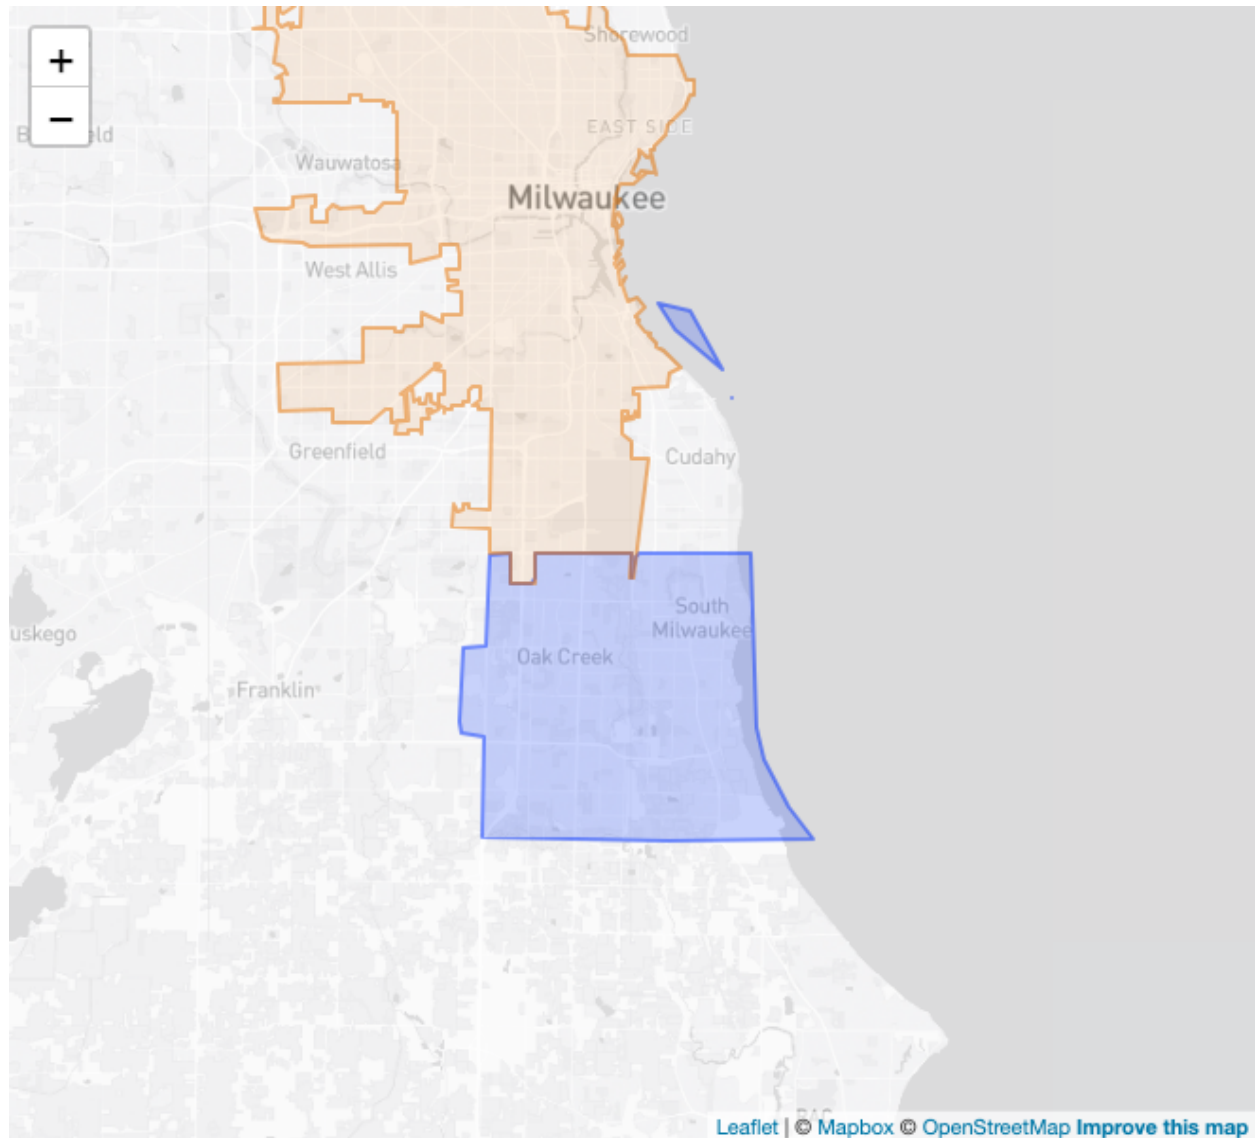 Shorewood
+
−
EAST SIDE
Wauwatosa
Milwaukee
West Allis
Greenfield
Cudahy
South
Milwaukee
uskego
Oak Creek
Franklin
Leaflet | © Mapbox © OpenStreetMap Improve this map